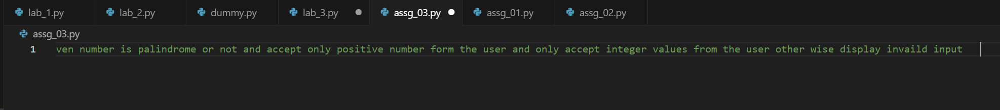 lab_1.py lab_2.py dummy.py lab_3.py assg_03.py assg_01.py assg_02.py
assg_03.py
1 ven number is palindrome or not and accept only positive number form the user and only accept integer values from the user other wise display invaild input